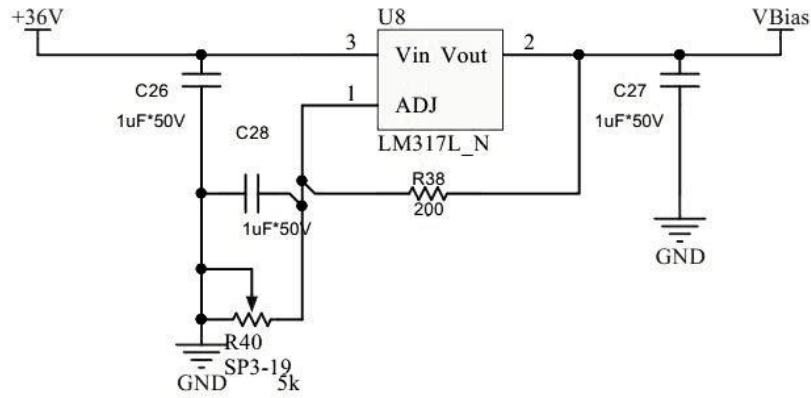 +36V
U8
VBias
3
Vin Vout
2
C26
1uF*50V
1
ADJ
C27
1uF*50V
C28
LM317L_N
R38
200
1uF*50V
GND
R40
SP3-19
5k
GND